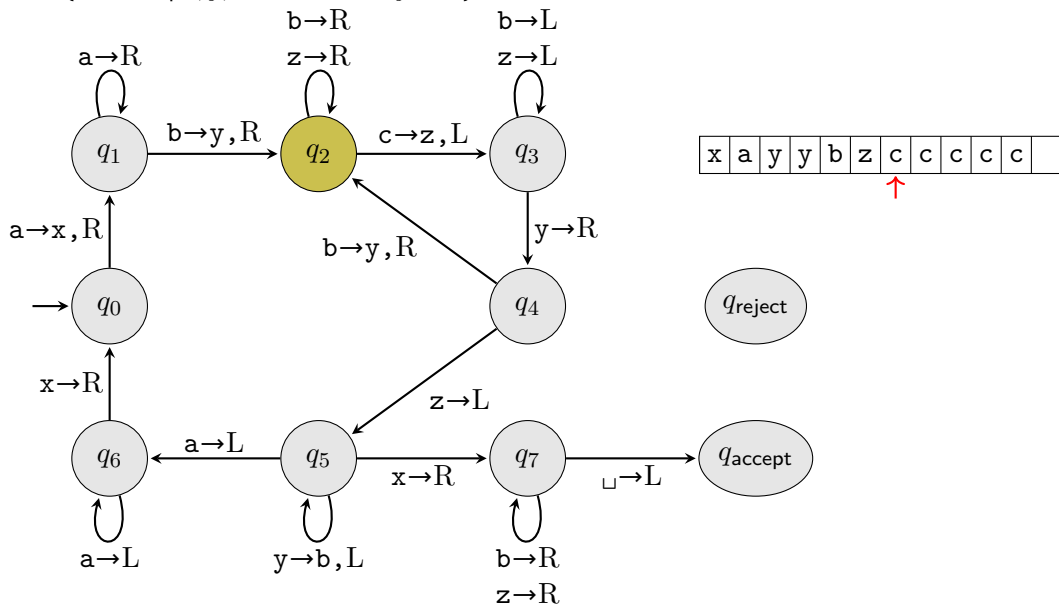 b→R
b→L
a→R
z→R
z→L
b→y,R
c→z,L
q1
q2
q3
x a y y b z c c c c c
↑
a→x,R
b→y,R
y→R
q0
q4
qreject
x→R
z→L
a→L
q6
q5
q7
qaccept
x→R
␣→L
a→L
y→b,L
b→R
z→R